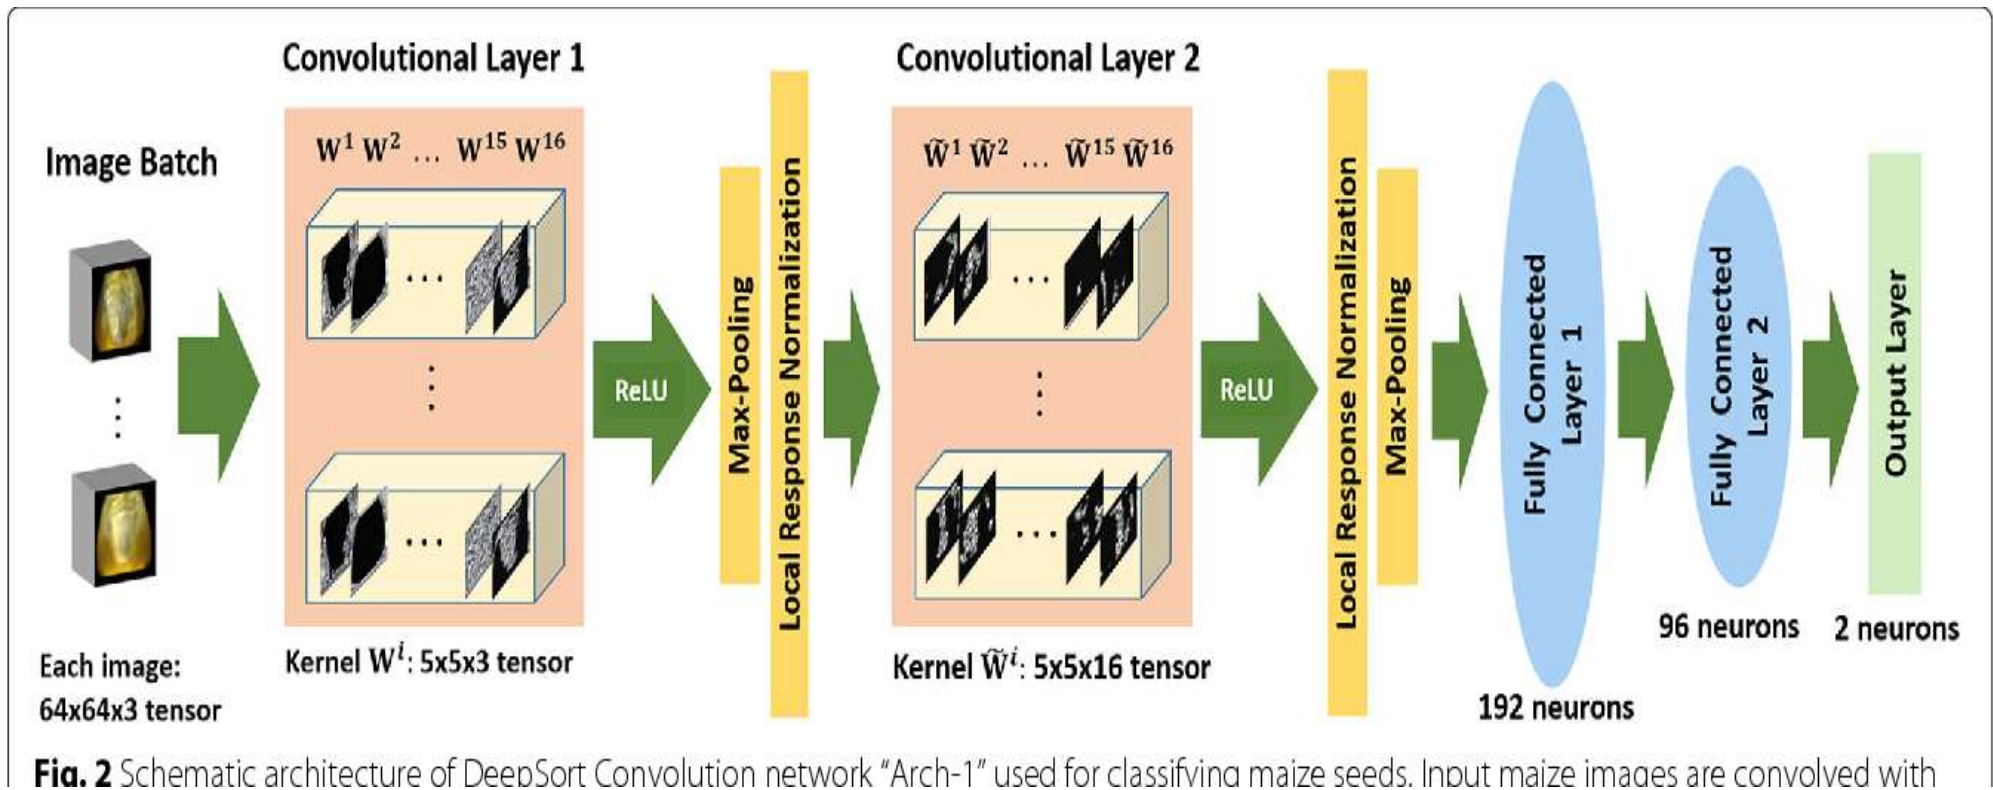 Convolutional Layer 1
Convolutional Layer 2
Image Batch
W¹ W² ... W¹⁵ W¹⁶
W̃¹ W̃² ... W̃¹⁵ W̃¹⁶
ReLU
Max-Pooling
Local Response Normalization
ReLU
Local Response Normalization
Max-Pooling
Fully Connected
Layer 1
Fully Connected
Layer 2
Output Layer
Each image:
64x64x3 tensor
Kernel Wⁱ: 5x5x3 tensor
Kernel W̃ⁱ: 5x5x16 tensor
192 neurons
96 neurons
2 neurons
Fig. 2 Schematic architecture of DeepSort Convolution network “Arch-1” used for classifying maize seeds. Input maize images are convolved with